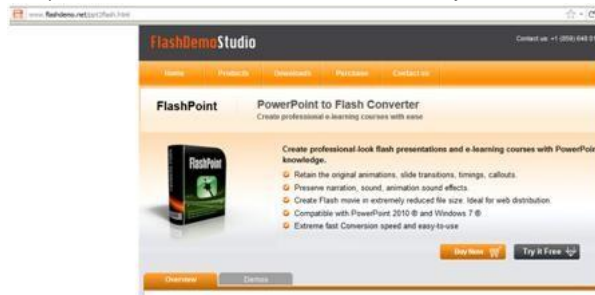 www.flashdemo.net/ppt2flash.html
FlashDemoStudio
Contact us: +1 (858)
Home Products Downloads Purchase Contact us
FlashPoint
PowerPoint to Flash Converter
Create professional e-learning courses with ease
Create professional-look flash presentations and e-learning courses with PowerPoin
knowledge.
Retain the original animations, slide transitions, timings, callouts.
Preserve narration, sound, animation sound effects.
Create Flash movie in extremely reduced file size. Ideal for web distribution.
Compatible with PowerPoint 2010 ® and Windows 7 ®
Extreme fast Conversion speed and easy-to-use
FlashPoint
Buy Now Try It Free
Overview Demos